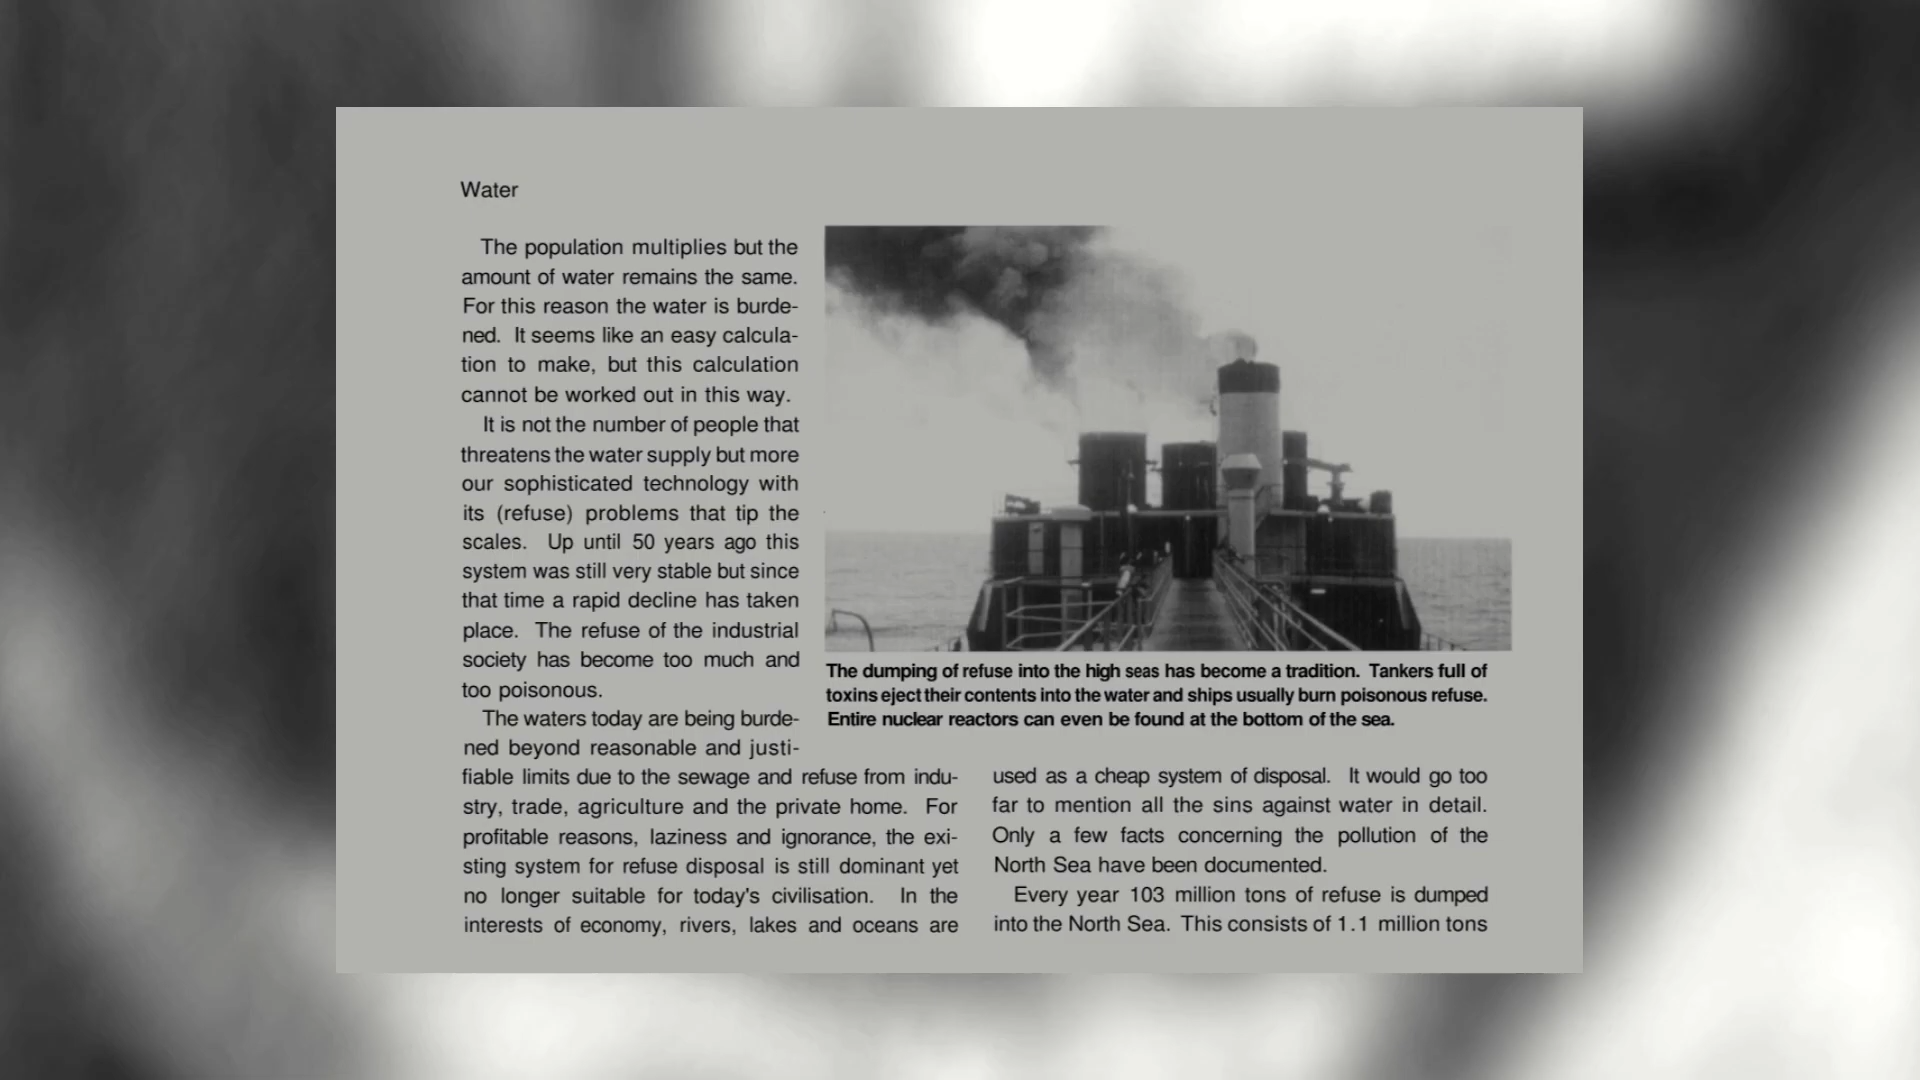 Water
The population multiplies but the
amount of water remains the same.
For this reason the water is burde-
ned. It seems like an easy calcula-
tion to make, but this calculation
cannot be worked out in this way.
It is not the number of people that
threatens the water supply but more
our sophisticated technology with
its (refuse) problems that tip the
scales. Up until 50 years ago this
system was still very stable but since
that time a rapid decline has taken
place. The refuse of the industrial
society has become too much and
too poisonous.
The waters today are being burde-
ned beyond reasonable and justi-
fiable limits due to the sewage and refuse from indu-
stry, trade, agriculture and the private home. For
profitable reasons, laziness and ignorance, the exi-
sting system for refuse disposal is still dominant yet
no longer suitable for today's civilisation. In the
interests of economy, rivers, lakes and oceans are
The dumping of refuse into the high seas has become a tradition. Tankers full of
toxins eject their contents into the water and ships usually burn poisonous refuse.
Entire nuclear reactors can even be found at the bottom of the sea.
used as a cheap system of disposal. It would go too
far to mention all the sins against water in detail.
Only a few facts concerning the pollution of the
North Sea have been documented.
Every year 103 million tons of refuse is dumped
into the North Sea. This consists of 1.1 million tons